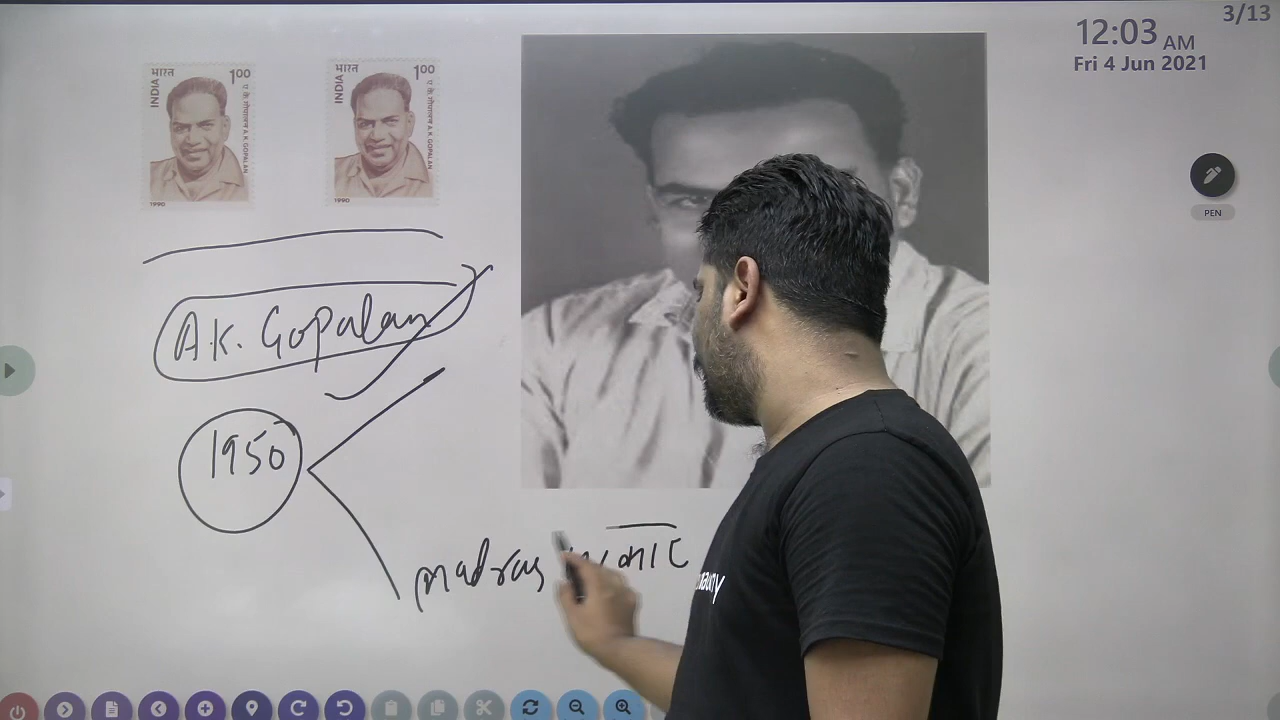 3/13
12:03 AM
Fri 4 Jun 2021
PEN
भारत 1.00
INDIA
A.K.GOPALAN
1990
भारत 1.00
INDIA
A.K.GOPALAN
1990
A.K. Gopalan
1950
madras